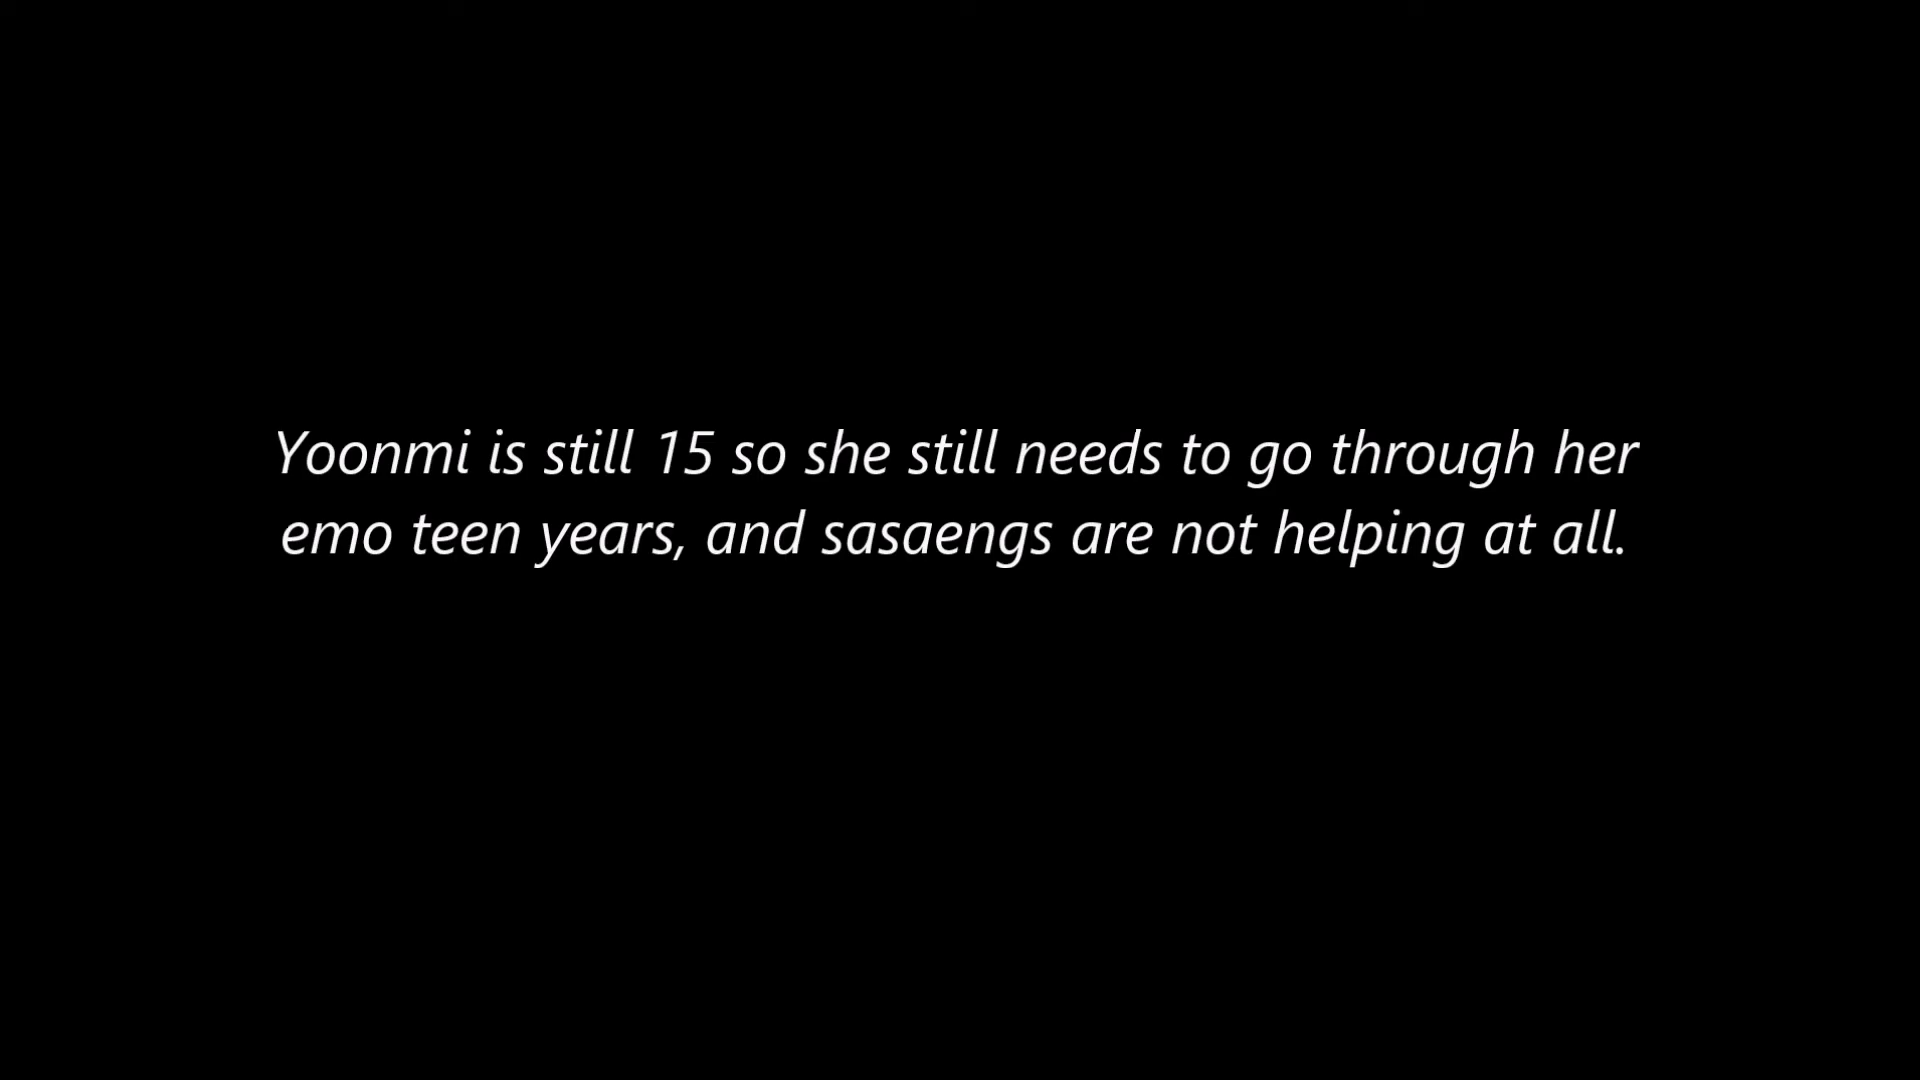 Yoonmi is still 15 so she still needs to go through her
emo teen years, and sasaengs are not helping at all.